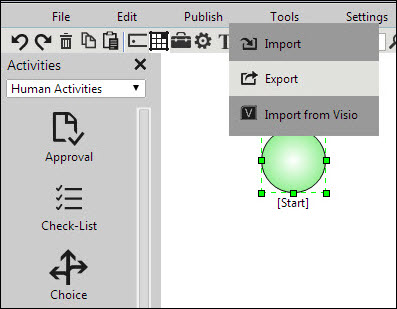 File Edit Publish Tools Settings
T
Import
Export
V Import from Visio
Activities
Human Activities
Approval
Check-List
Choice
[Start]